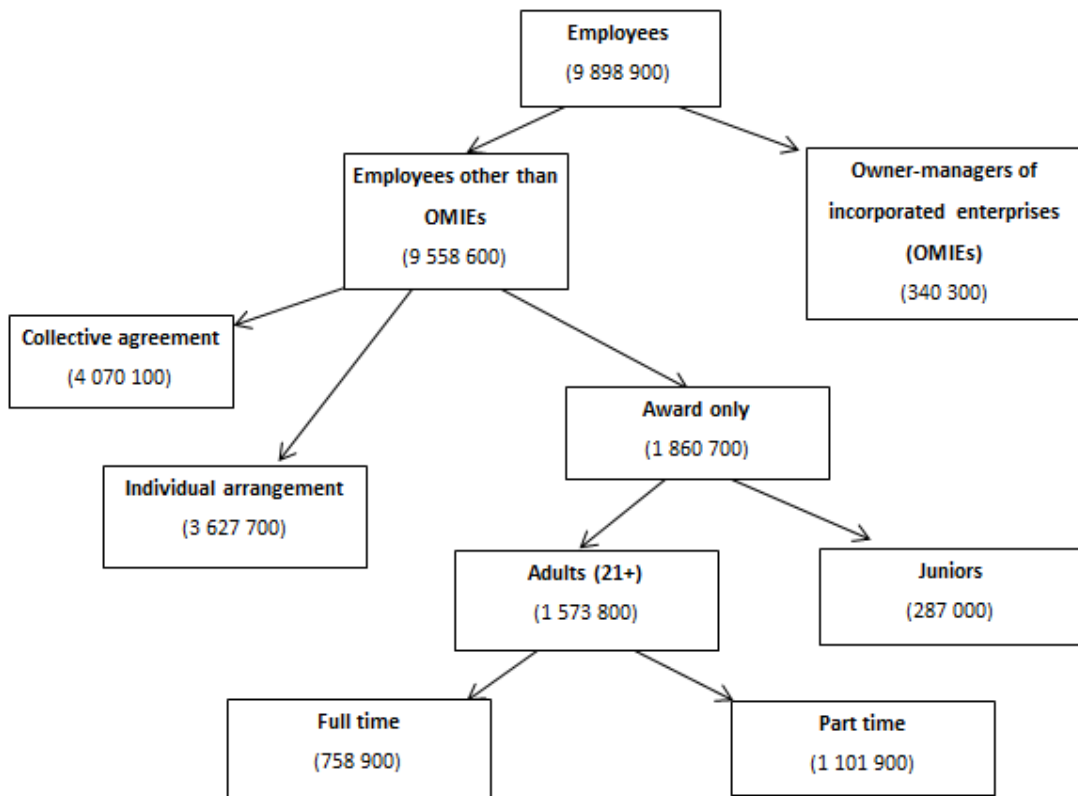 Employees
(9 898 900)
Employees other than
OMIEs
(9 558 600)
Owner-managers of
incorporated enterprises
(OMIEs)
(340 300)
Collective agreement
(4 070 100)
Individual arrangement
(3 627 700)
Award only
(1 860 700)
Adults (21+)
(1 573 800)
Juniors
(287 000)
Full time
(758 900)
Part time
(1 101 900)